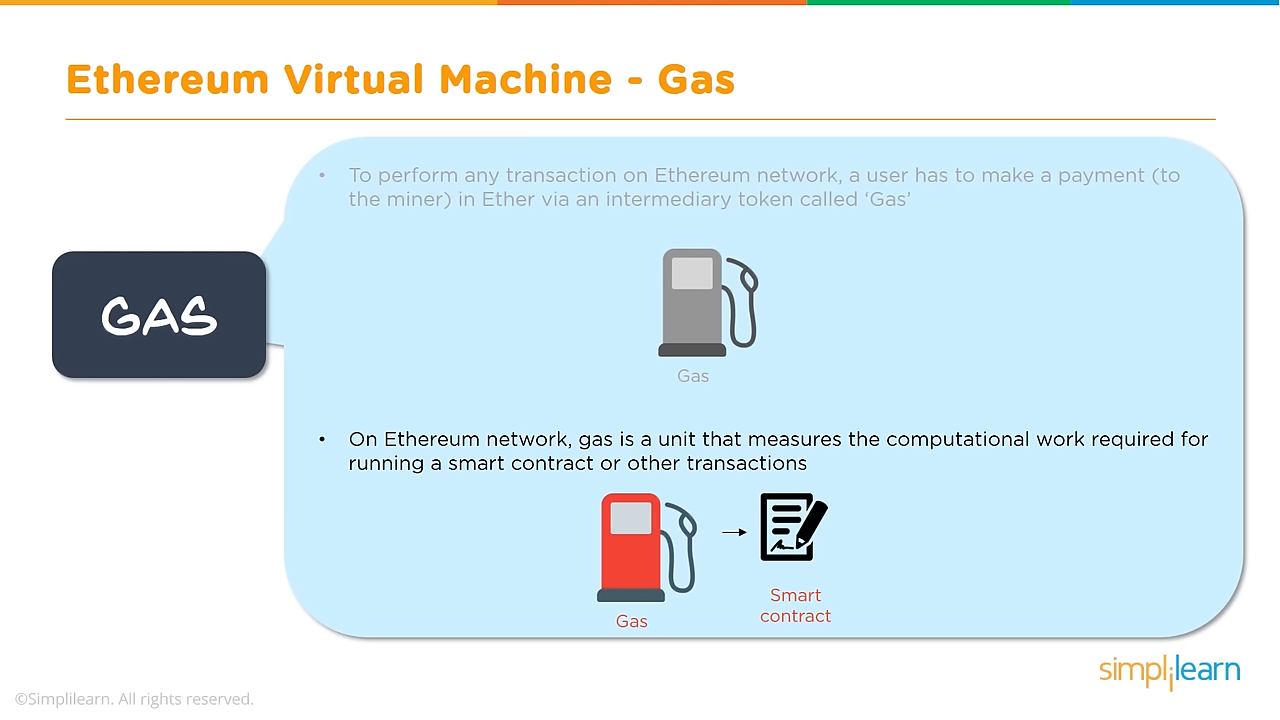 Ethereum Virtual Machine - Gas
• To perform any transaction on Ethereum network, a user has to make a payment (to
the miner) in Ether via an intermediary token called ‘Gas’
GAS
Gas
• On Ethereum network, gas is a unit that measures the computational work required for
running a smart contract or other transactions
Gas
Smart
contract
simplilearn
©Simplilearn. All rights reserved.